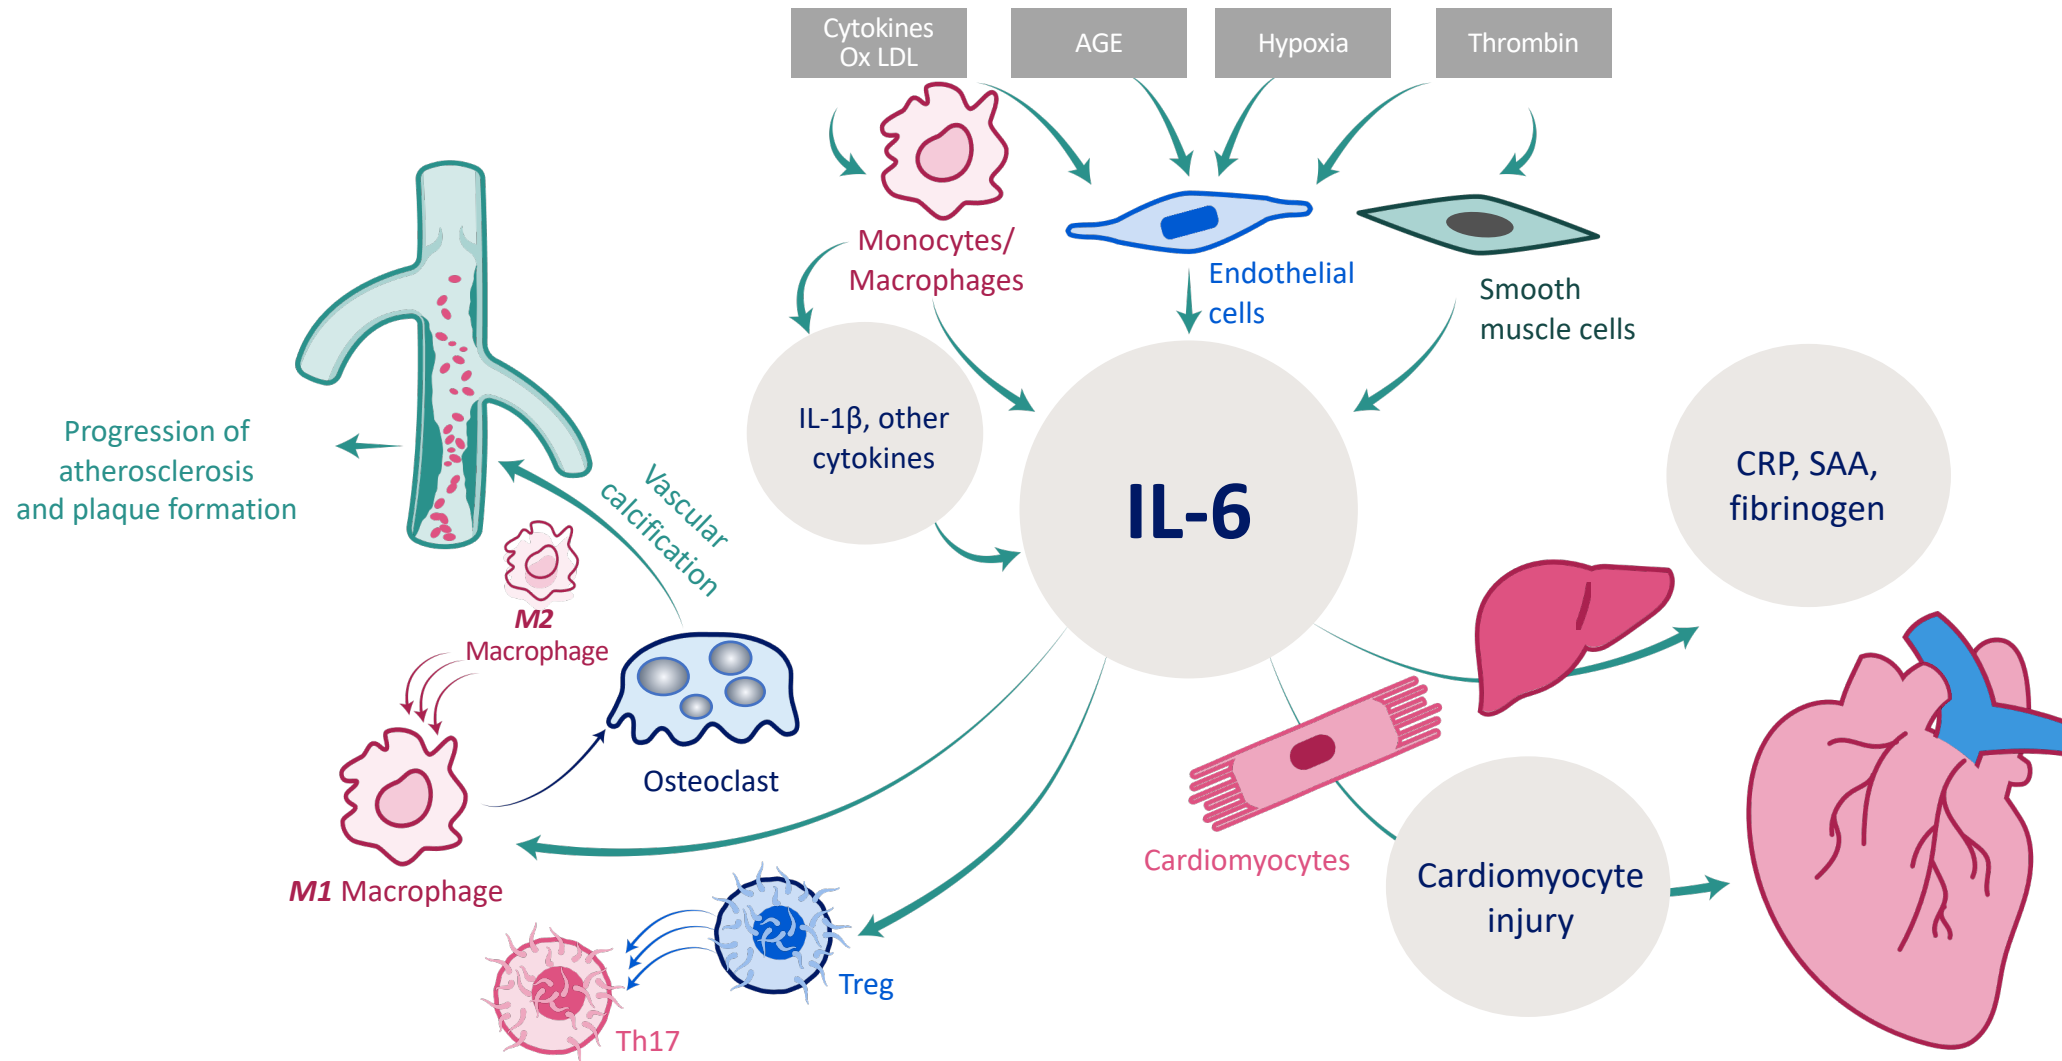 Cytokines
Ox LDL
AGE
Hypoxia
Thrombin
Monocytes/
Macrophages
Endothelial
cells
Smooth
muscle cells
IL-1β, other
cytokines
IL-6
CRP, SAA,
fibrinogen
Progression of
atherosclerosis
and plaque formation
Vascular
calcification
M2
Macrophage
Osteoclast
M1 Macrophage
Cardiomyocytes
Cardiomyocyte
injury
Treg
Th17